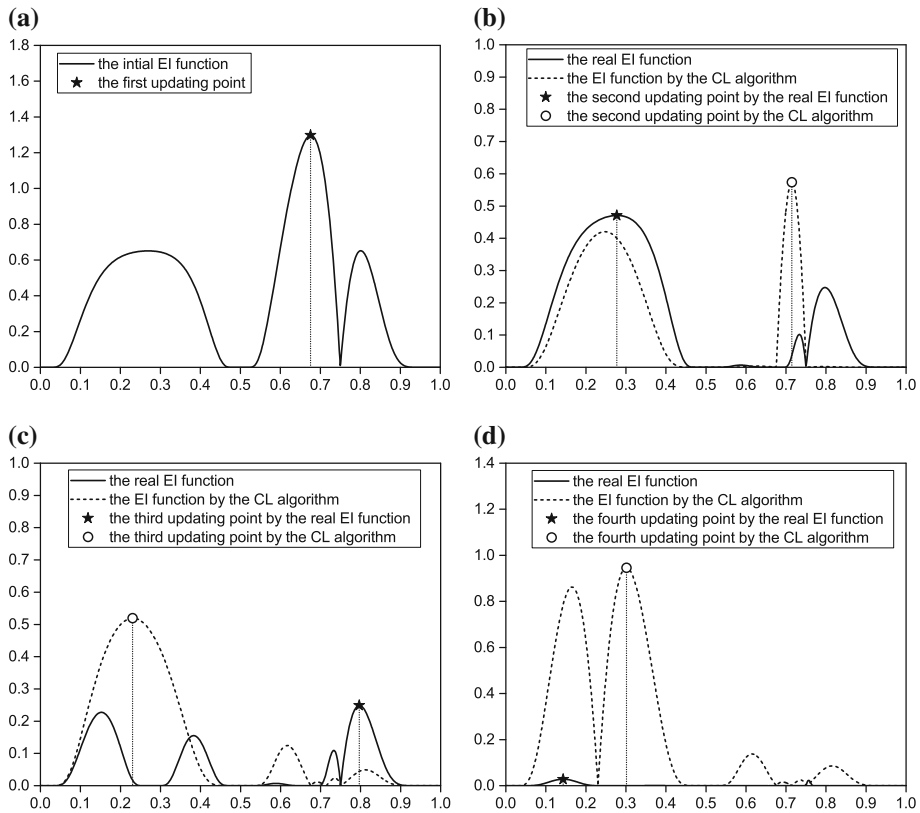 (a)
1.8
1.5
1.2
0.9
0.6
0.3
0.0
the intial EI function
the first updating point
0.0 0.1 0.2 0.3 0.4 0.5 0.6 0.7 0.8 0.9 1.0
(b)
1.0
0.9
0.8
0.7
0.6
0.5
0.4
0.3
0.2
0.1
0.0
the real EI function
the EI function by the CL algorithm
the second updating point by the real EI function
the second updating point by the CL algorithm
0.0 0.1 0.2 0.3 0.4 0.5 0.6 0.7 0.8 0.9 1.0
(c)
1.0
0.9
0.8
0.7
0.6
0.5
0.4
0.3
0.2
0.1
0.0
the real EI function
the EI function by the CL algorithm
the third updating point by the real EI function
the third updating point by the CL algorithm
0.0 0.1 0.2 0.3 0.4 0.5 0.6 0.7 0.8 0.9 1.0
(d)
1.4
1.2
1.0
0.8
0.6
0.4
0.2
0.0
the real EI function
the EI function by the CL algorithm
the fourth updating point by the real EI function
the fourth updating point by the CL algorithm
0.0 0.1 0.2 0.3 0.4 0.5 0.6 0.7 0.8 0.9 1.0